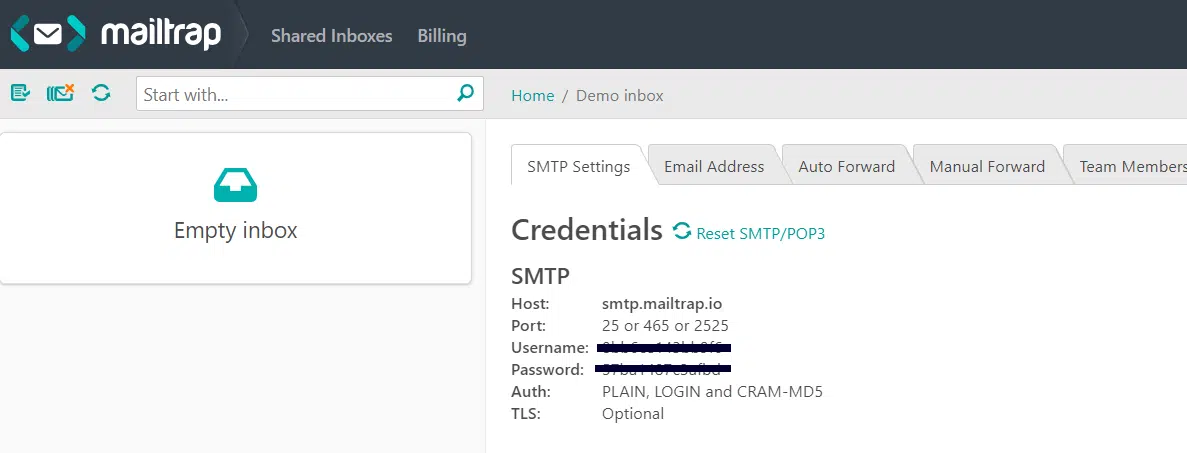 mailtrap
Shared Inboxes
Billing
Start with...
Home / Demo inbox
Empty inbox
SMTP Settings
Email Address
Auto Forward
Manual Forward
Team Members
Credentials
Reset SMTP/POP3
SMTP
Host: smtp.mailtrap.io
Port: 25 or 465 or 2525
Username:
Password:
Auth: PLAIN, LOGIN and CRAM-MD5
TLS: Optional